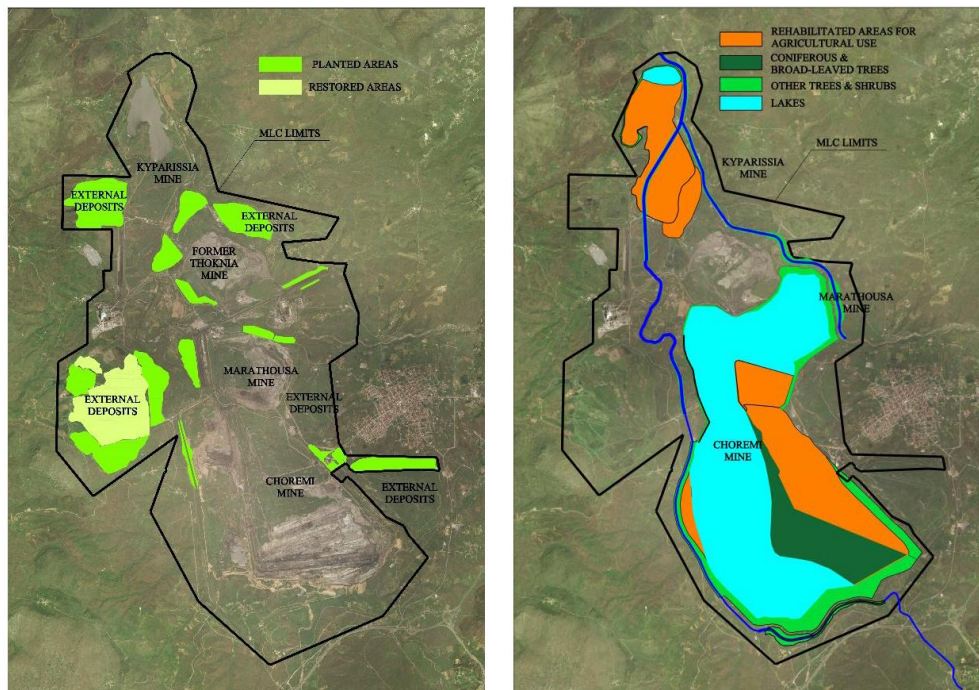 PLANTED AREAS
RESTORED AREAS
MLC LIMITS
KYPARISSIA
MINE
EXTERNAL
DEPOSITS
EXTERNAL
DEPOSITS
FORMER
THOKNIA
MINE
MARATHOUSA
MINE
EXTERNAL
DEPOSITS
EXTERNAL
DEPOSITS
CHOREMI
MINE
EXTERNAL
DEPOSITS
REHABILITATED AREAS FOR
AGRICULTURAL USE
CONIFEROUS &
BROAD-LEAVED TREES
OTHER TREES & SHRUBS
LAKES
MLC LIMITS
KYPARISSIA
MINE
MARATHOUSA
MINE
CHOREMI
MINE